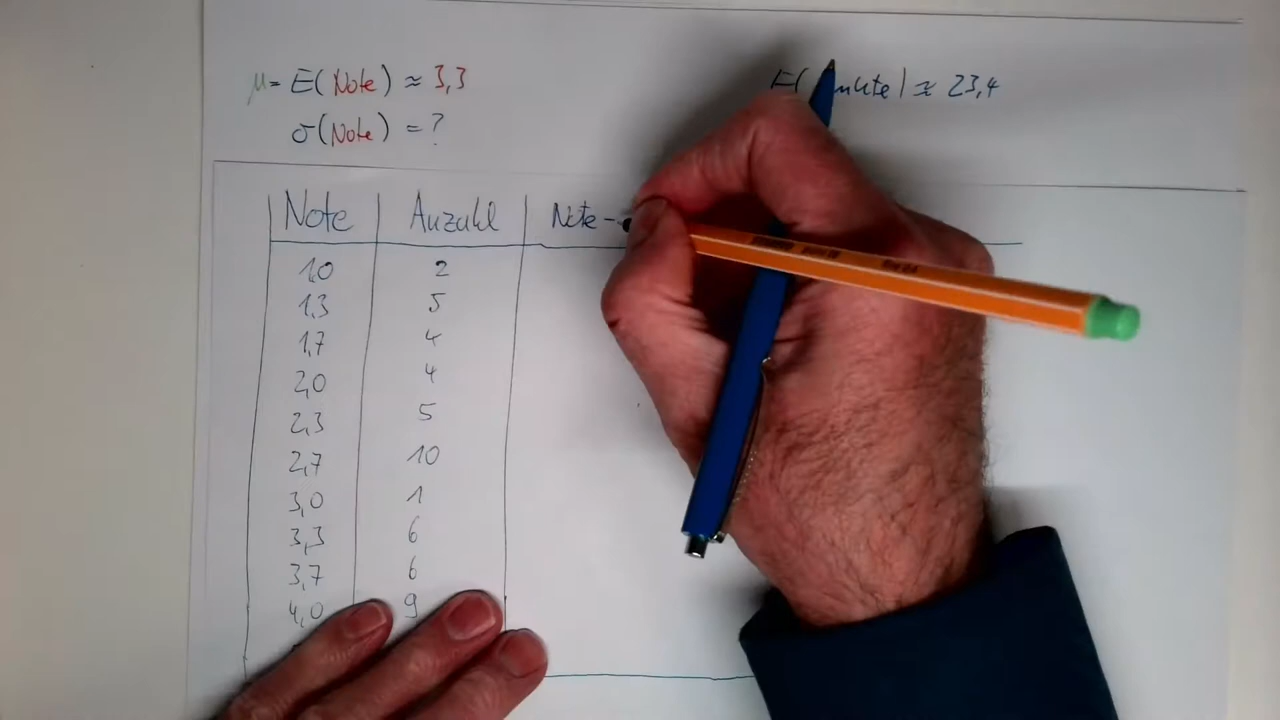 μ= E(Note) ≈ 3,3
E( nkte) ≈ 23,4
σ(Note) = ?
Note Anzahl Note-
1,0 2
1,3 5
1,7 4
2,0 4
2,3 5
2,7 10
3,0 1
3,3 6
3,7 6
4,0 9